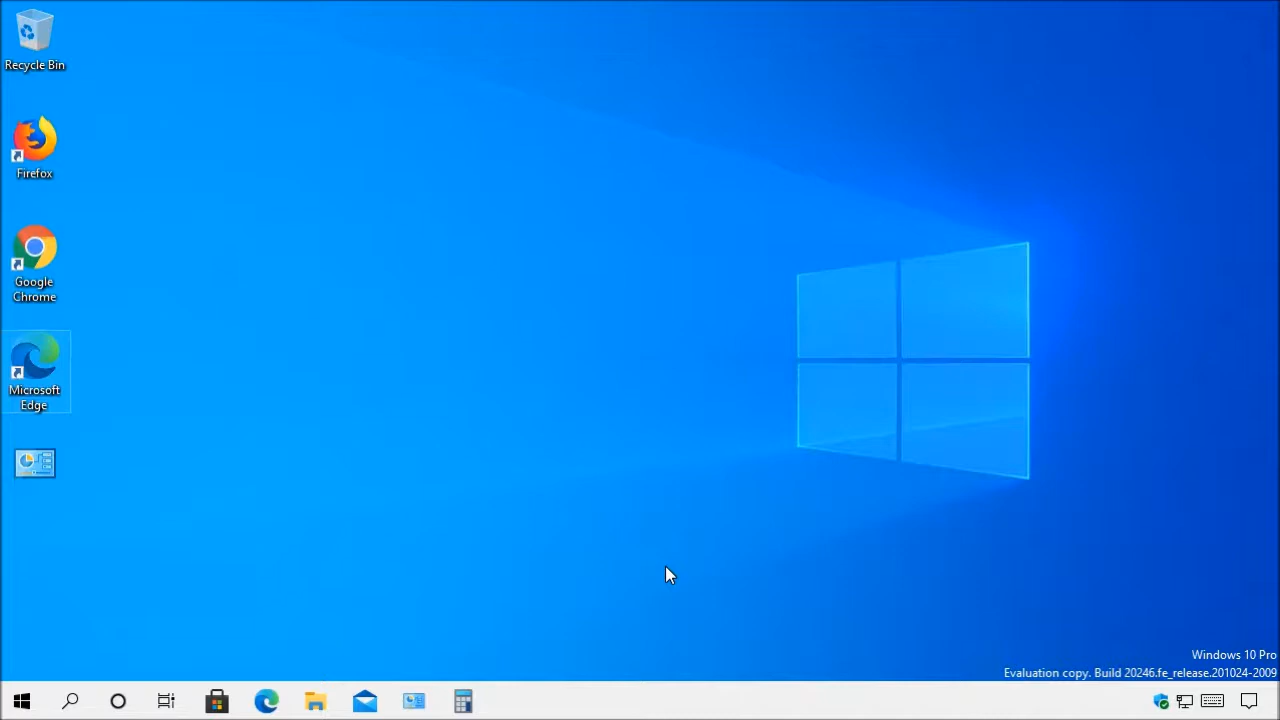 Recycle Bin
Firefox
Google
Chrome
Microsoft
Edge
Windows 10 Pro
Evaluation copy. Build 20246.fe_release.201024-2009